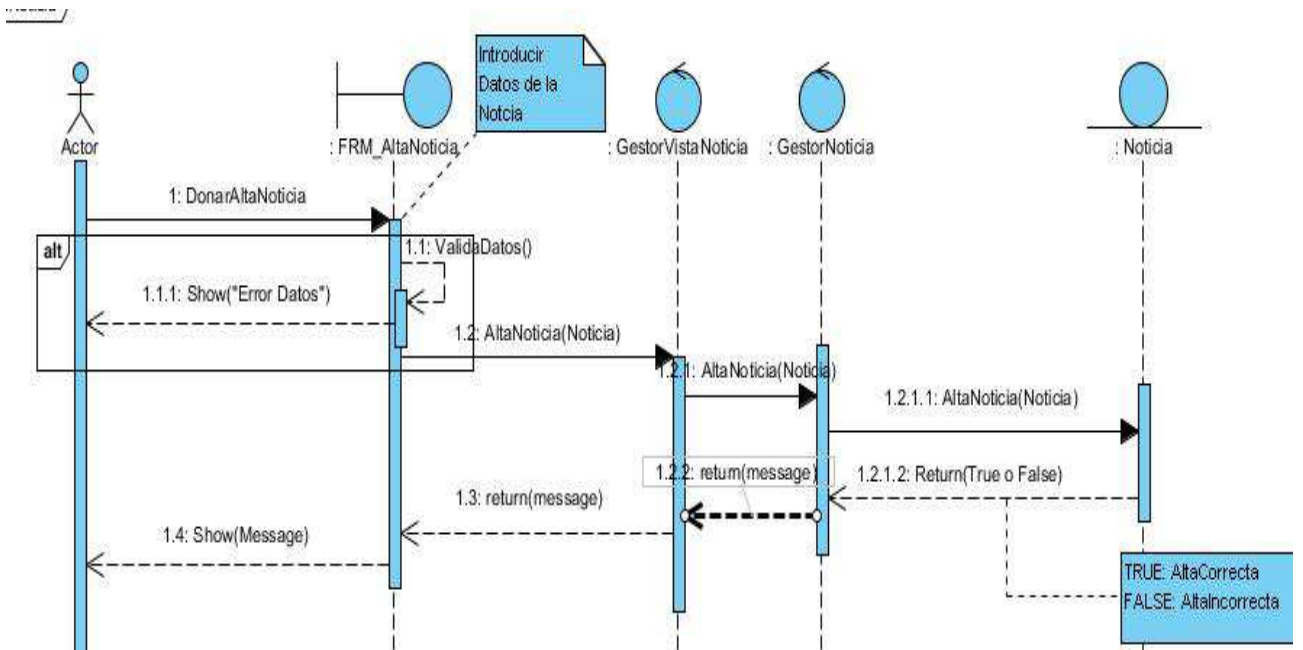 Introducir
Datos de la
Notcia
Actor
: FRM_AltaNoticia
: GestorVistaNoticia
: GestorNoticia
: Noticia
1: DonarAltaNoticia
alt
1.1: ValidaDatos()
1.1.1: Show("Error Datos")
1.2: AltaNoticia(Noticia)
1.2.1: AltaNoticia(Noticia)
1.2.1.1: AltaNoticia(Noticia)
1.2.2: return(message)
1.2.1.2: Return(True o False)
1.3: return(message)
1.4: Show(Message)
TRUE: AltaCorrecta
FALSE: AltaIncorrecta